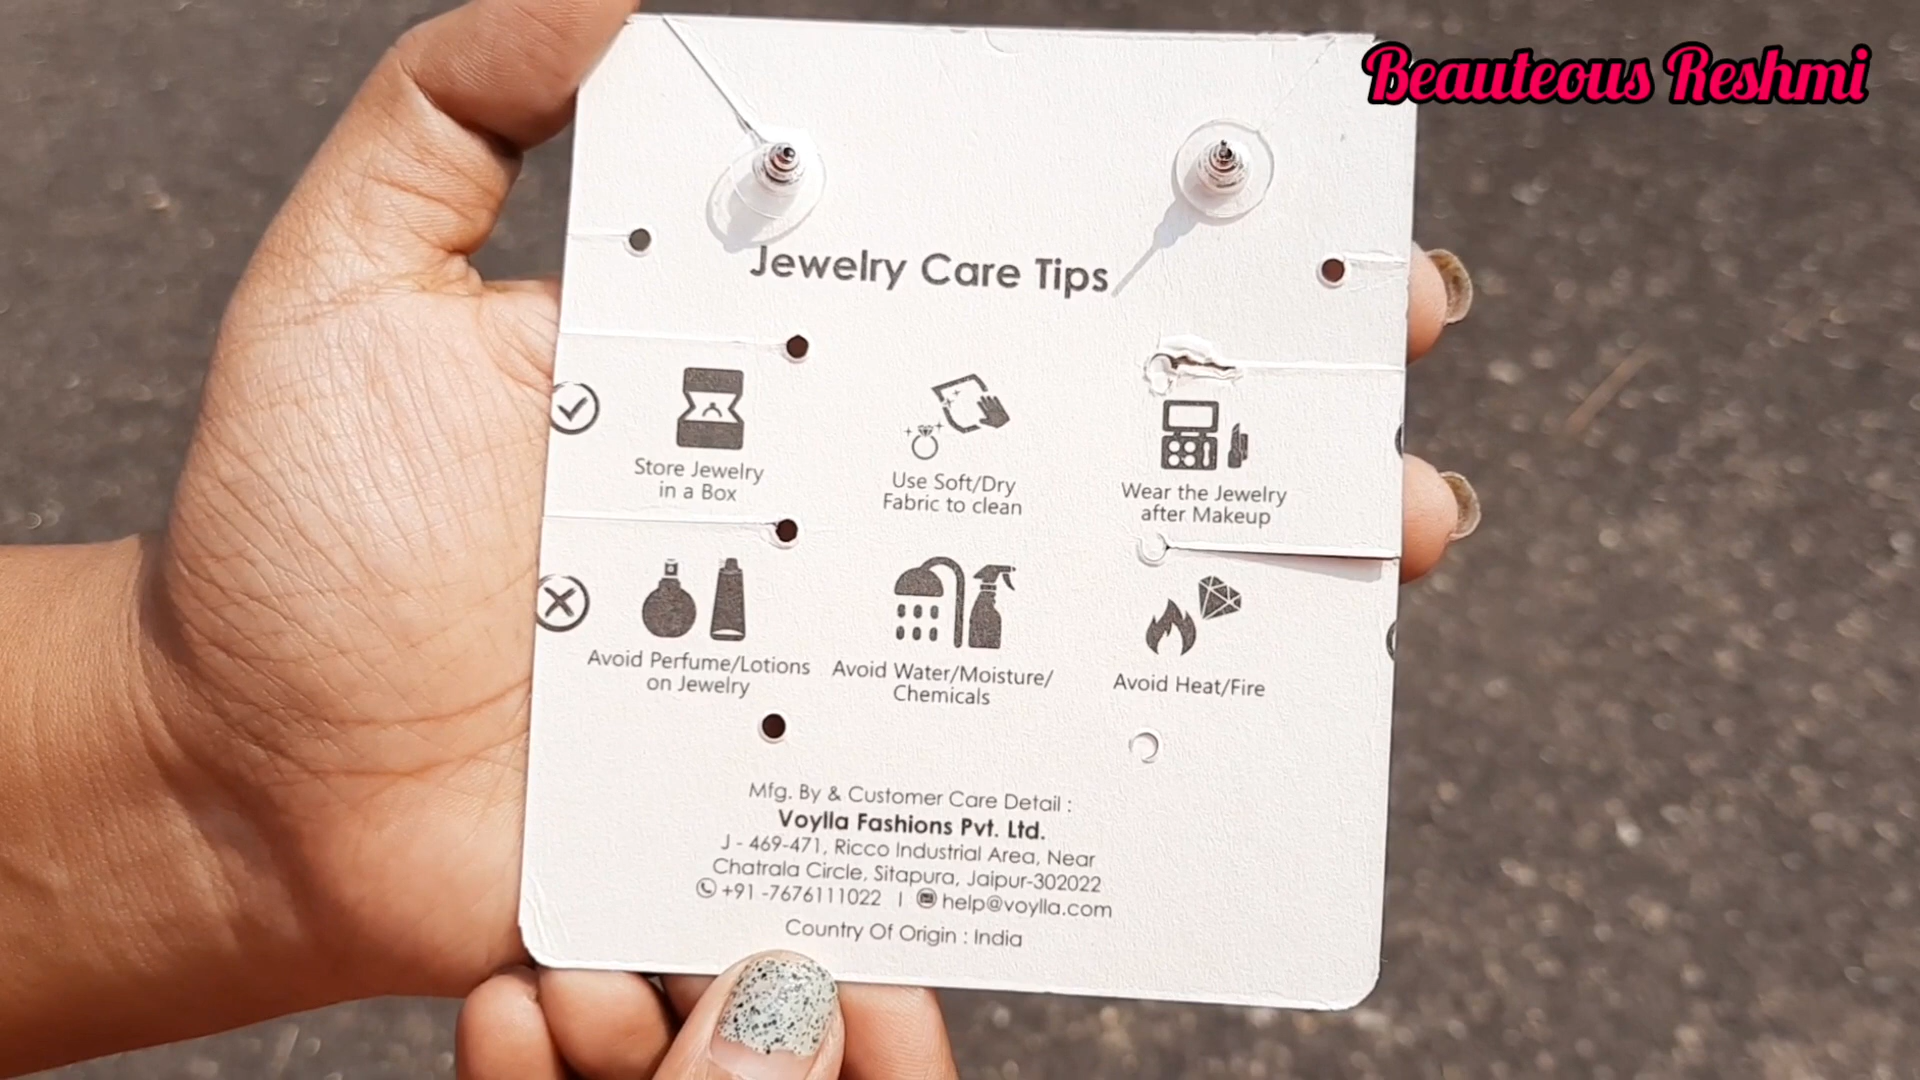 Beauteous Reshmi
Jewelry Care Tips
Store Jewelry
in a Box
Use Soft/Dry
Fabric to clean
Wear the Jewelry
after Makeup
Avoid Perfume/Lotions
on Jewelry
Avoid Water/Moisture/
Chemicals
Avoid Heat/Fire
Mfg. By & Customer Care Detail :
Voylla Fashions Pvt. Ltd.
J - 469-471, Ricco Industrial Area, Near
Chatrala Circle, Sitapura, Jaipur-302022
+91 -7676111022 | help@voylla.com
Country Of Origin : India